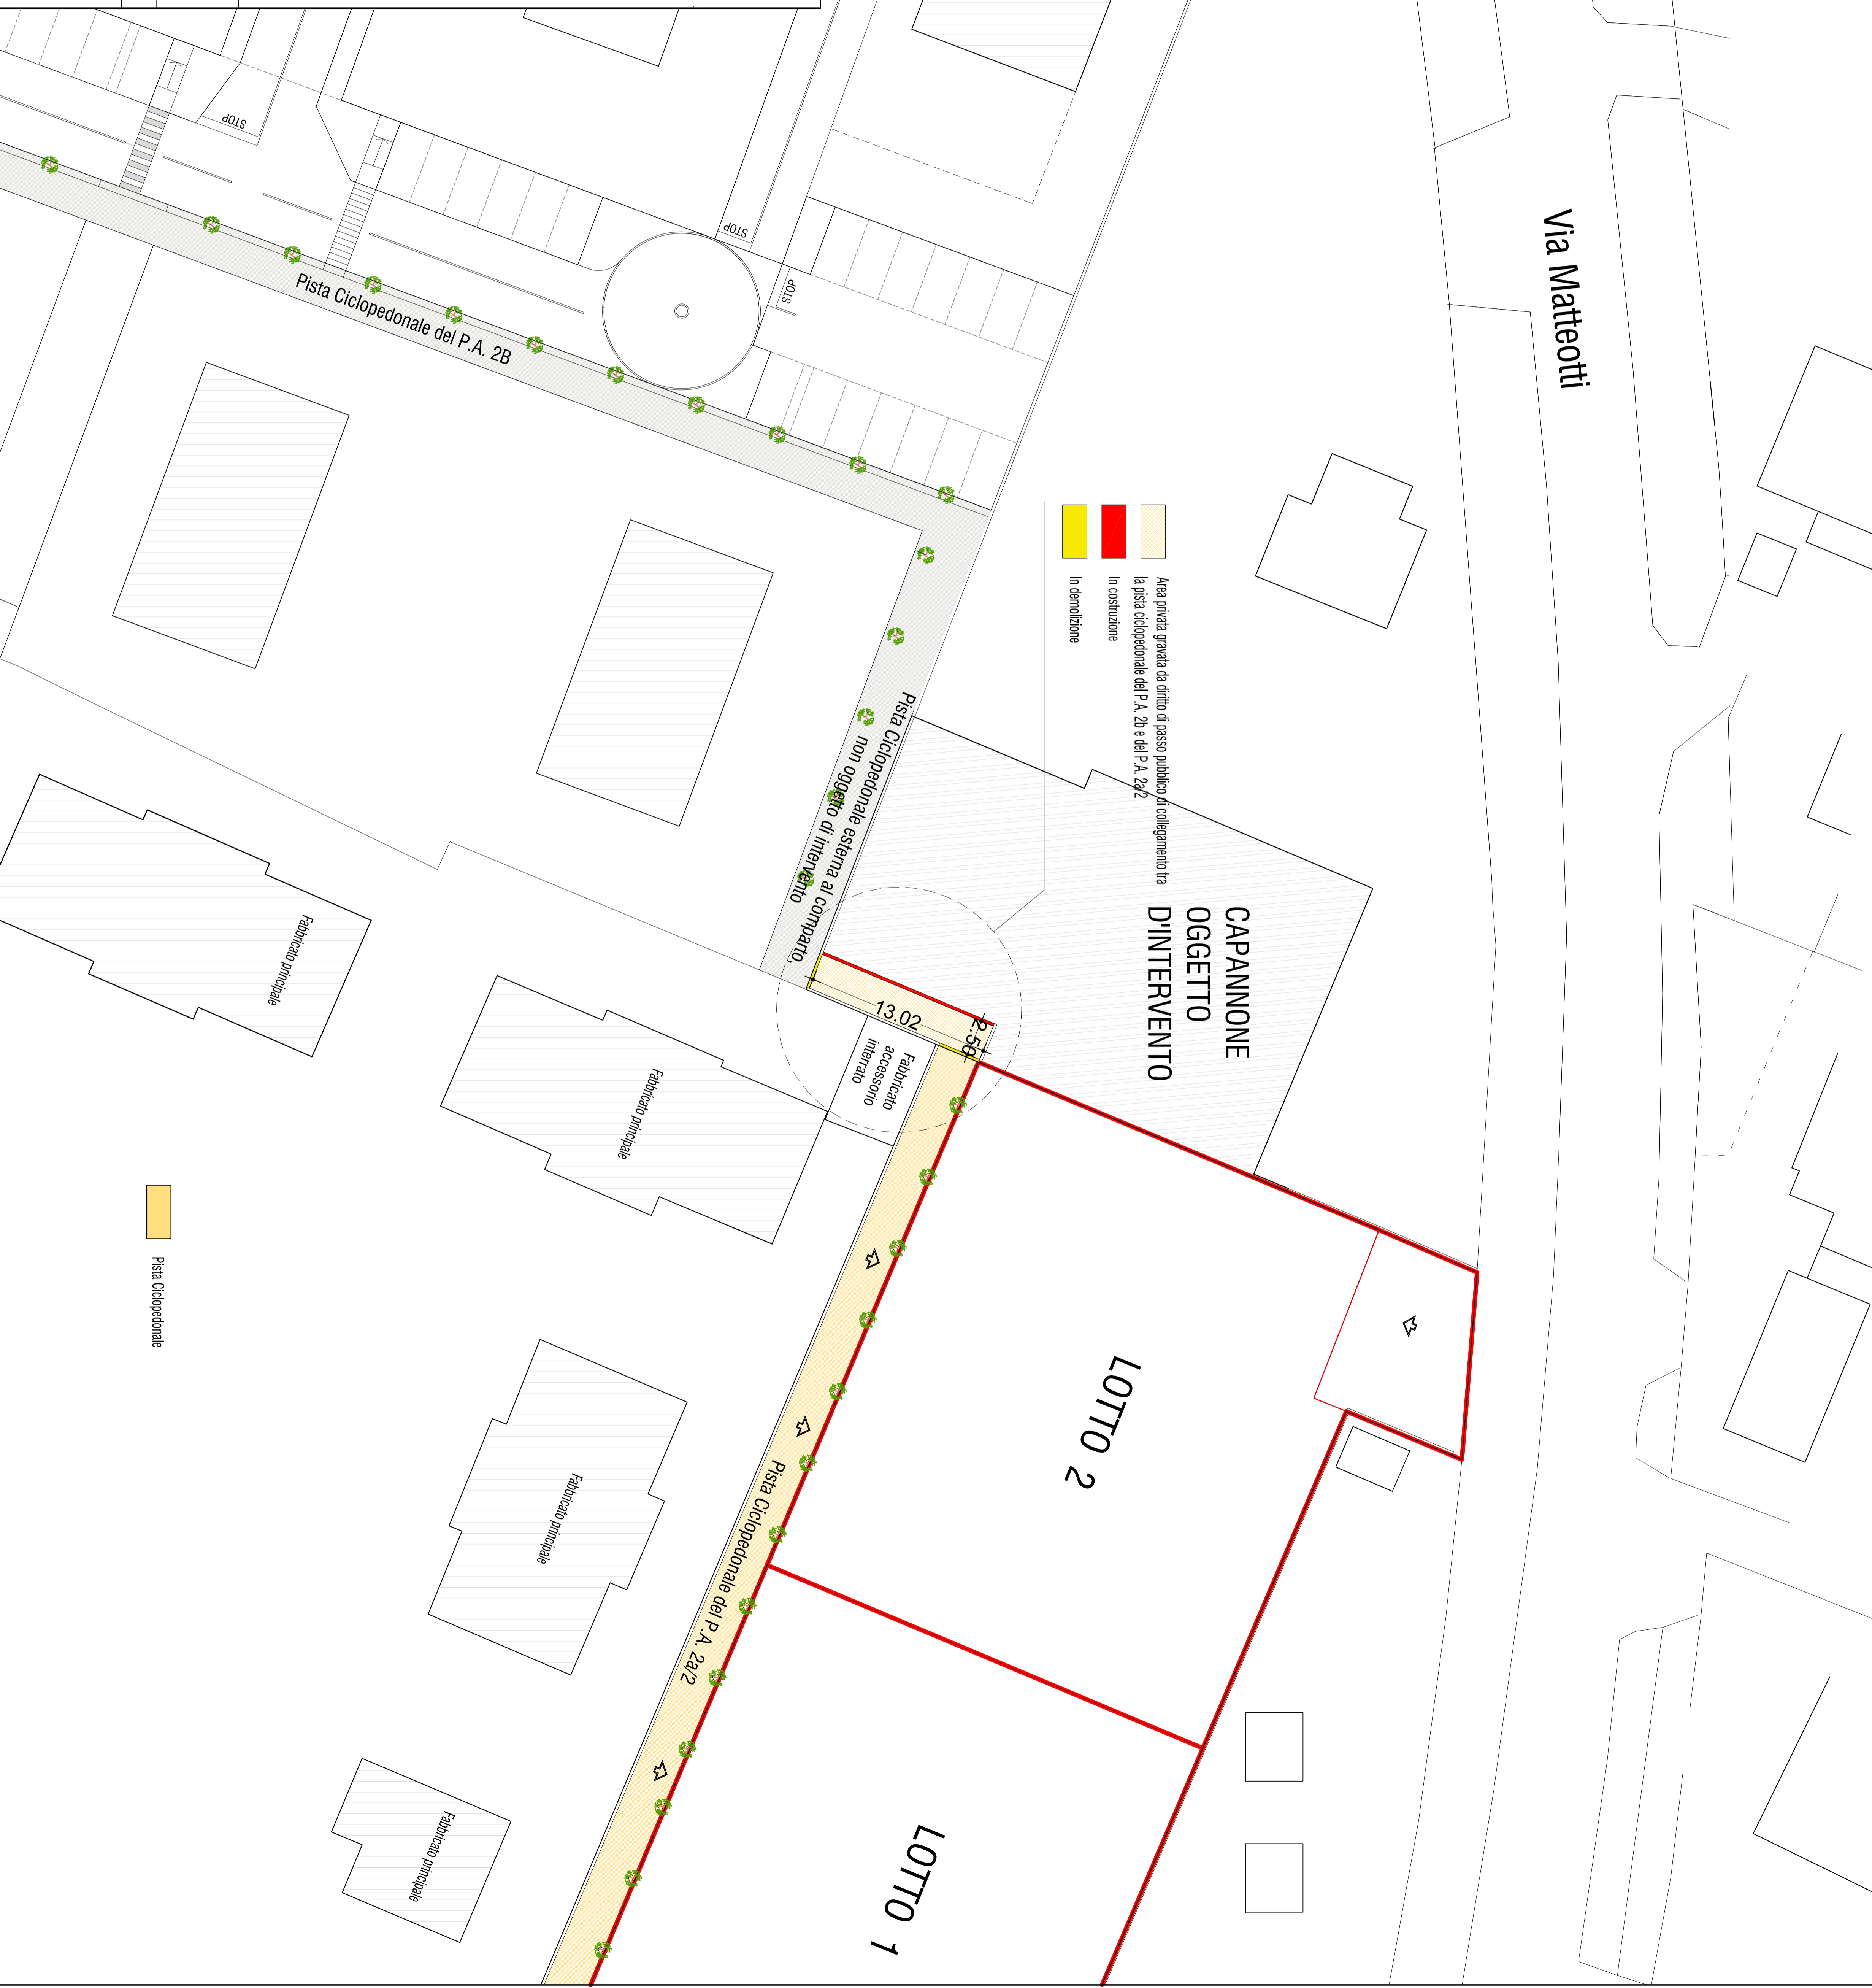 STOP
STOP
STOP
Via Matteotti
Pista Ciclopedonale del P.A. 2B
Area privata gravata da diritto di passo pubblico di collegamento tra
la pista ciclopedonale del P.A. 2b e del P.A. 2a/2
In costruzione
In demolizione
Pista Ciclopedonale esterna al comparto,
non oggetto di intervento
CAPANNONE
OGGETTO
D'INTERVENTO
13.02
2.50
Fabbricato
accessorio
interrato
Fabbricato principale
Fabbricato principale
Pista Ciclopedonale
LOTTO 2
Fabbricato principale
Pista Ciclopedonale del P.A. 2a/2
Fabbricato principale
LOTTO 1